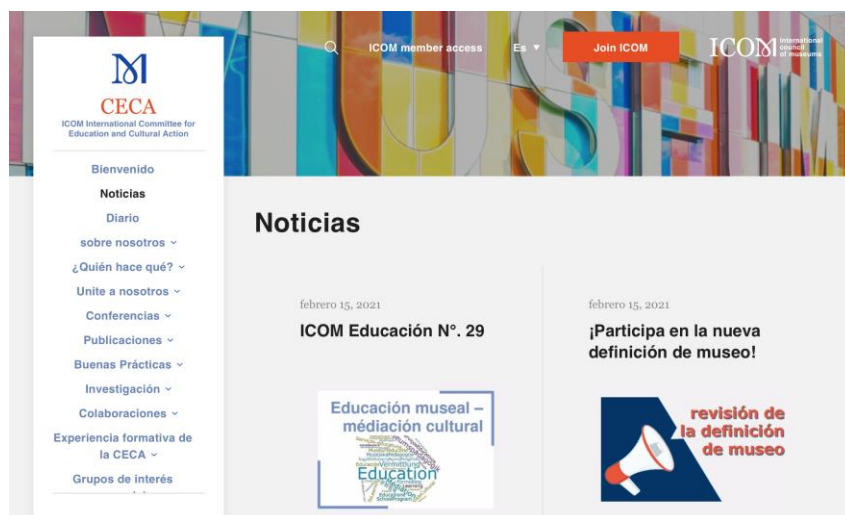 ICOM member access
Es
Join ICOM
ICOM international council of museums
CECA
ICOM International Committee for
Education and Cultural Action
Bienvenido
Noticias
Diario
sobre nosotros
¿Quién hace qué?
Unite a nosotros
Conferencias
Publicaciones
Buenas Prácticas
Investigación
Colaboraciones
Experiencia formativa de
la CECA
Grupos de interés
Noticias
febrero 15, 2021
ICOM Educación N°. 29
Educación museal –
médiación cultural
Vermittlung
Education
febrero 15, 2021
¡Participa en la nueva
definición de museo!
revisión de
la definición
de museo